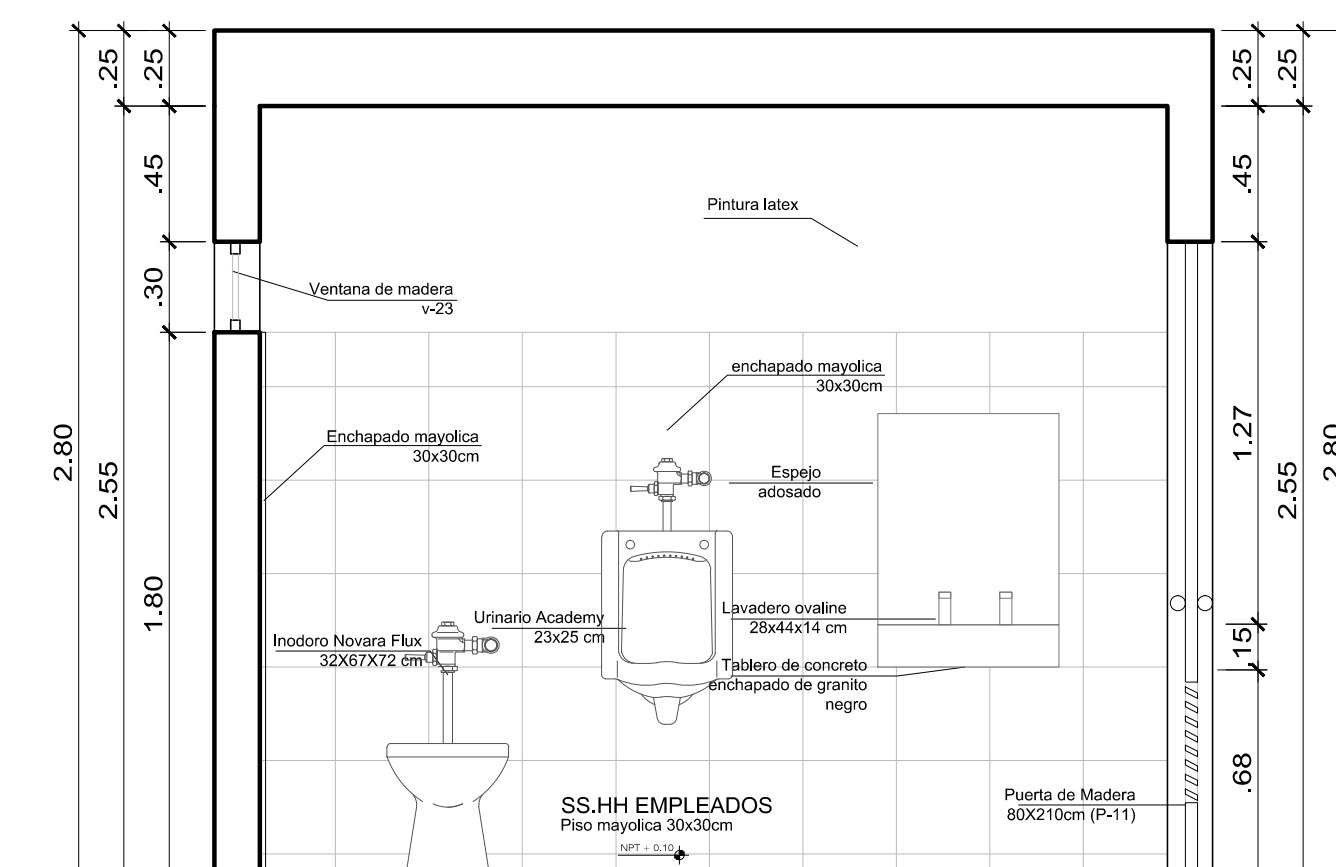 .25
.25
.25
.25
.45
.45
Pintura latex
.30
Ventana de madera
v-23
enchapado mayolica
30x30cm
2.80
2.55
Enchapado mayolica
30x30cm
1.27
2.80
2.55
Espejo
adosado
1.80
Urinario Academy
23x25 cm
Lavadero ovaline
28x44x14 cm
Inodoro Novara Flux
32X67X72 cm
.15
Tablero de concreto
enchapado de granito
negro
.68
SS.HH EMPLEADOS
Piso mayolica 30x30cm
Puerta de Madera
80X210cm (P-11)
NPT + 0.10